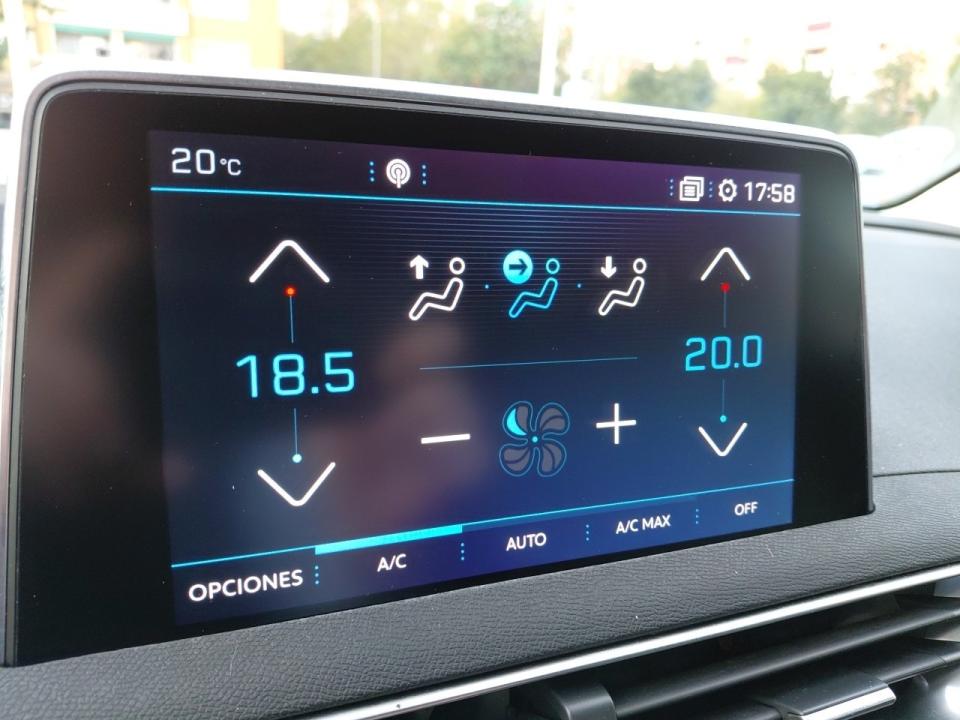 20°C 17:58
18.5 20.0
OPCIONES A/C AUTO A/C MAX OFF